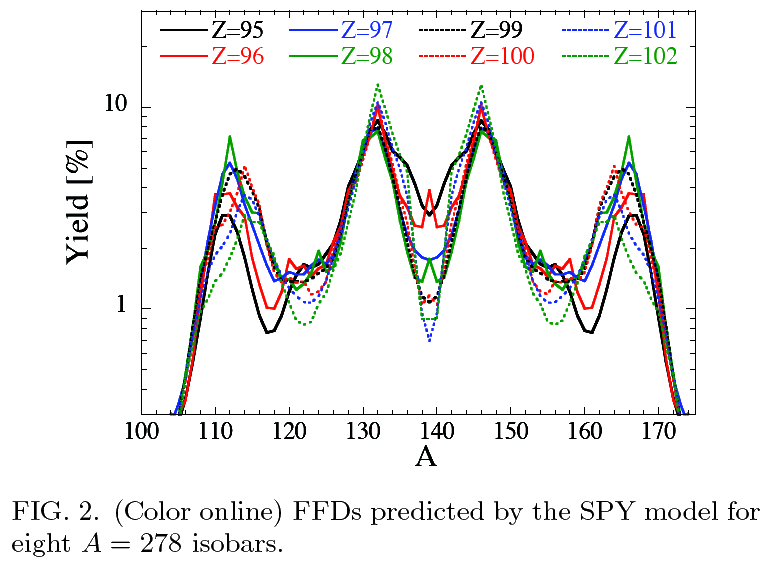 Z=95 Z=97 Z=99 Z=101
Z=96 Z=98 Z=100 Z=102
10
1
Yield [%]
100 110 120 130 140 150 160 170
A
FIG. 2. (Color online) FFDs predicted by the SPY model for
eight A = 278 isobars.